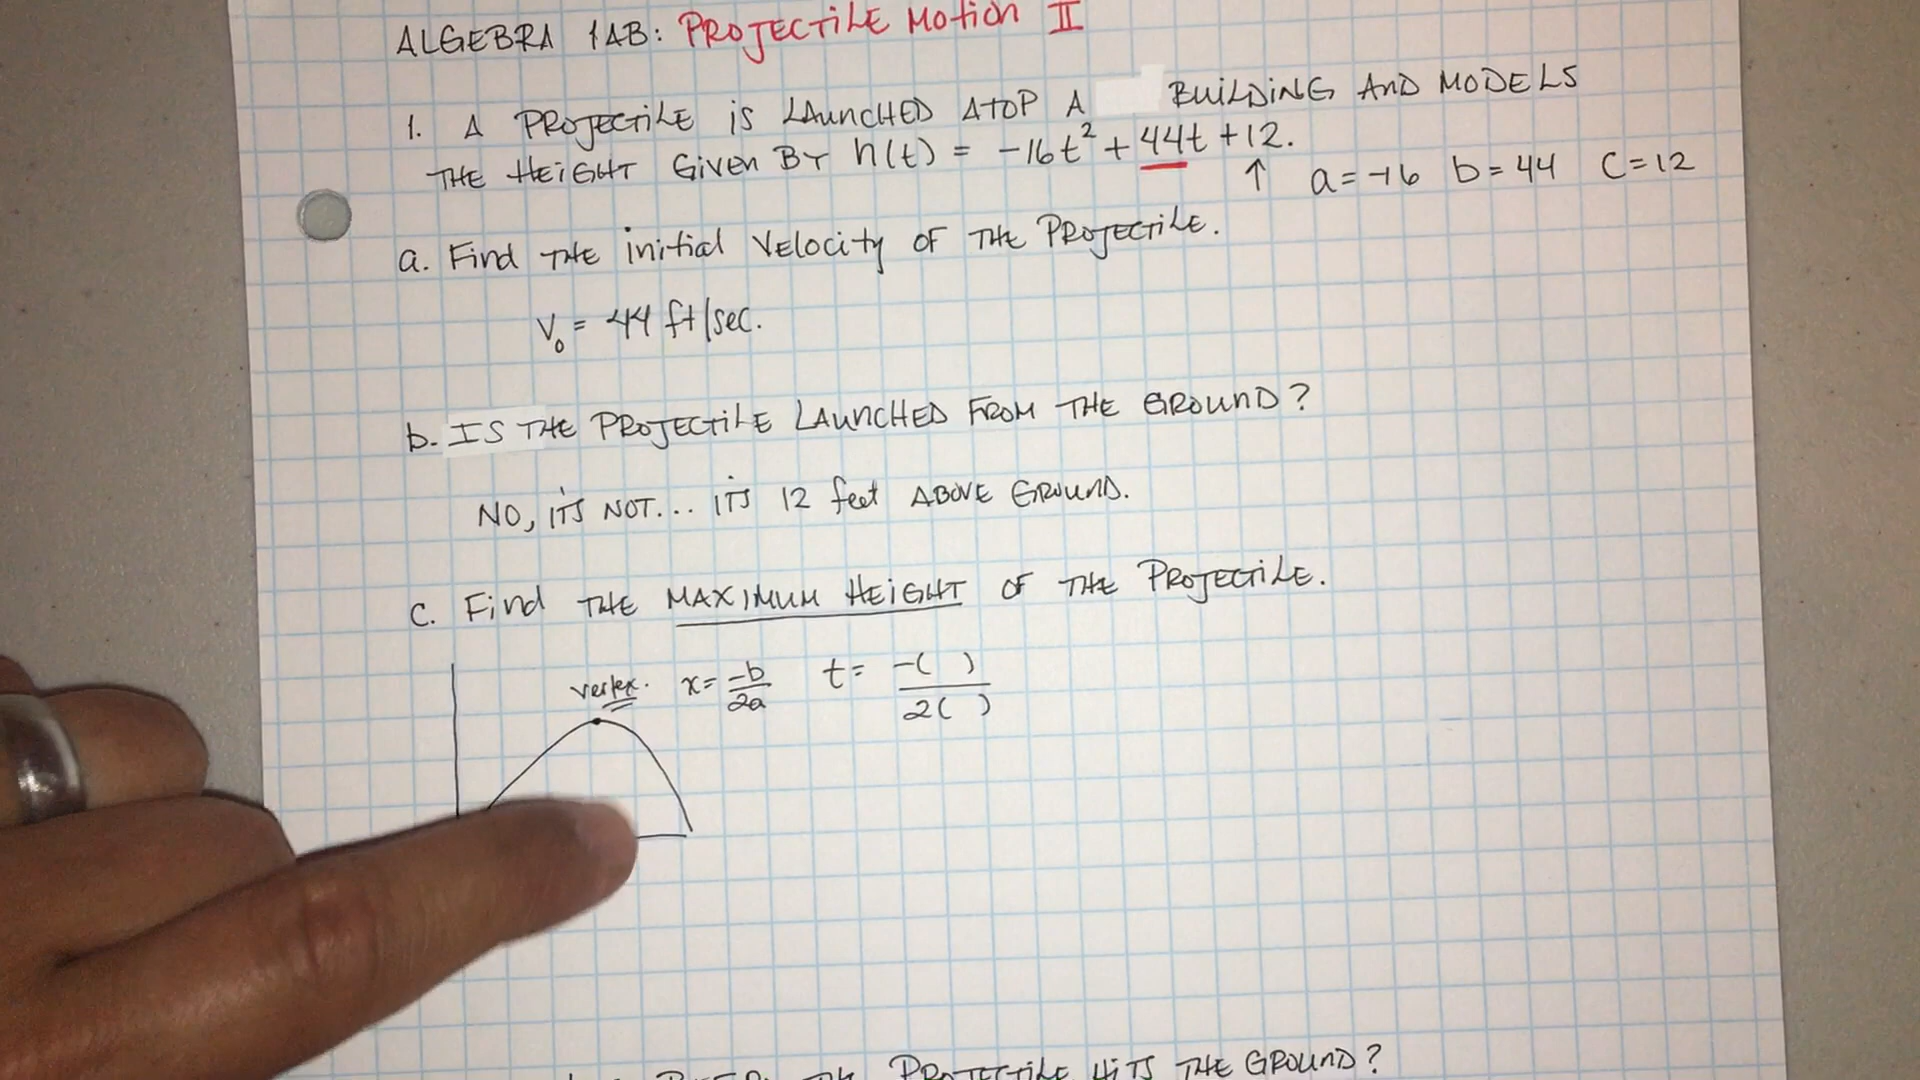 ALGEBRA 1AB: PROJECTILE MOTION II
1. A PROJECTILE IS LAUNCHED ATOP A BUILDING AND MODELS
THE HEIGHT GIVEN BY h(t) = -16t² + 44t + 12.
↑ a = -16 b = 44 c = 12
a. Find THE initial Velocity OF THE PROJECTILE.
V₀ = 44 ft/sec.
b. IS THE PROJECTILE LAUNCHED FROM THE GROUND?
NO, IT'S NOT... IT'S 12 feet ABOVE GROUND.
c. Find THE MAXIMUM HEIGHT OF THE PROJECTILE.
vertex. x = -b/2a t = -( )/2( )
THE PROJECTILE HITS THE GROUND?